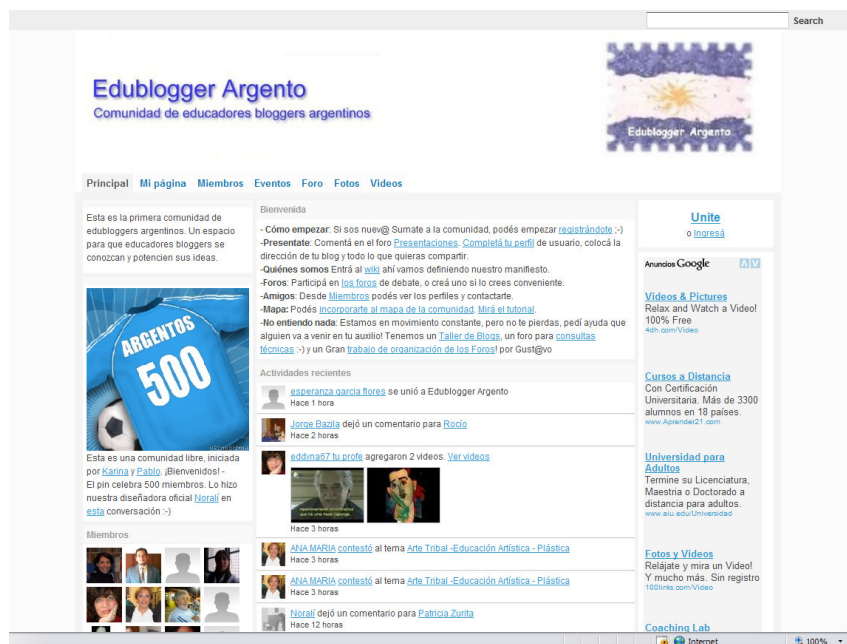 Search
Edublogger Argento
Comunidad de educadores bloggers argentinos
Edublogger Argento
Principal Mi página Miembros Eventos Foro Fotos Videos
Esta es la primera comunidad de
edubloggers argentinos. Un espacio
para que educadores bloggers se
conozcan y potencien sus ideas.
ARGENTOS
500
Esta es una comunidad libre, iniciada
por Karina y Pablo. ¡Bienvenidos! -
El pin celebra 500 miembros. Lo hizo
nuestra diseñadora oficial Noralí en
esta conversación :-)
Miembros
Bienvenida
- Cómo empezar: Si sos nuev@ Sumate a la comunidad, podés empezar registrándote ;-)
-Presentate: Comentá en el foro Presentaciones. Completá tu perfil de usuario, colocá la
dirección de tu blog y todo lo que quieras compartir.
-Quiénes somos Entrá al wiki ahí vamos definiendo nuestro manifiesto.
-Foros: Participá en los foros de debate, o creá uno si lo crees conveniente.
-Amigos: Desde Miembros podés ver los perfiles y contactarte.
-Mapa: Podés incorporarte al mapa de la comunidad. Mirá el tutorial.
-No entiendo nada: Estamos en movimiento constante, pero no te pierdas, pedí ayuda que
alguien va a venir en tu auxilio! Tenemos un Taller de Blogs, un foro para consultas
técnicas :-) y un Gran trabajo de organización de los Foros! por Gust@vo
Actividades recientes
esperanza garcia flores se unió a Edublogger Argento
Hace 1 hora
Jorge Bazila dejó un comentario para Rocío
Hace 2 horas
eddyna67 tu profe agregaron 2 videos. Ver videos
Hace 3 horas
ANA MARIA contestó al tema Arte Tribal -Educación Artística - Plástica
Hace 3 horas
ANA MARIA contestó al tema Arte Tribal -Educación Artística - Plástica
Hace 3 horas
Noralí dejó un comentario para Patricia Zurita
Hace 12 horas
Unite
o Ingresá
Anuncios Google
Videos & Pictures
Relax and Watch a Video!
100% Free
4dh.com/Video
Cursos a Distancia
Con Certificación
Universitaria. Más de 3300
alumnos en 18 países.
www.Aprender21.com
Universidad para
Adultos
Termine su Licenciatura,
Maestria o Doctorado a
distancia para adultos.
www.aiu.edu/Universidad
Fotos y Videos
Relájate y mira un Video!
Y mucho más. Sin registro
100links.com/Video
Coaching Lab
Internet
100%